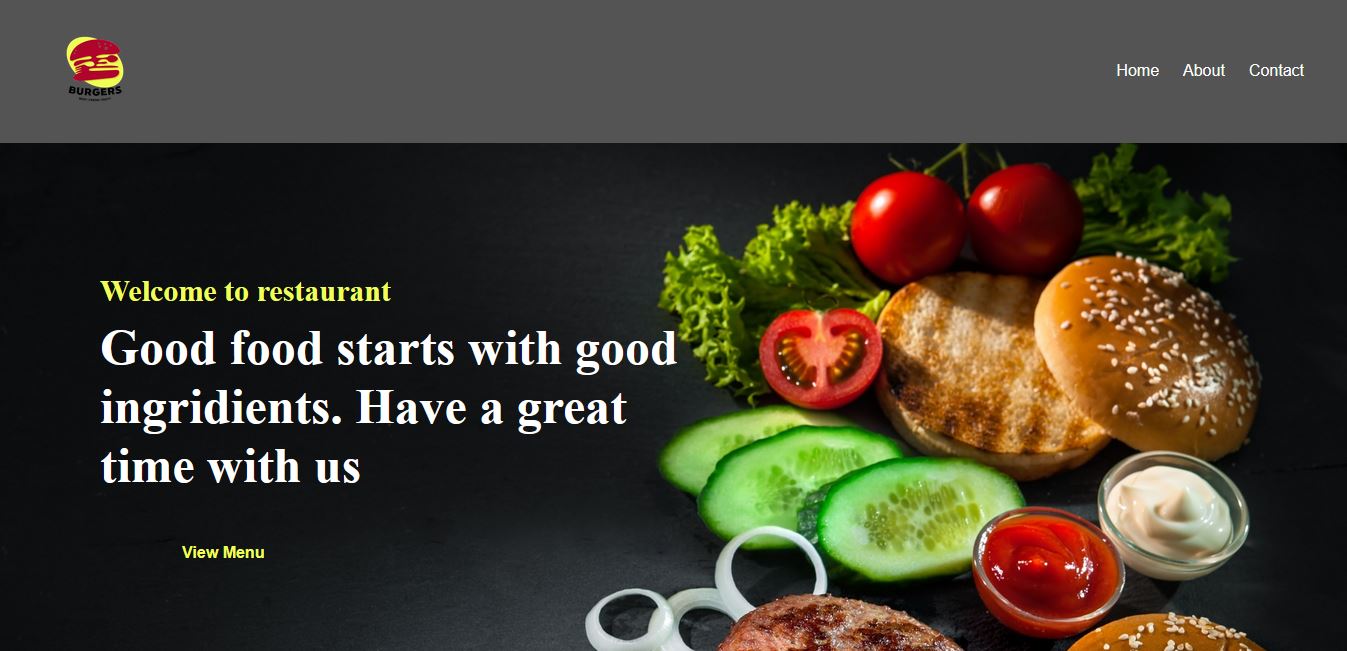 BURGERS
Home About Contact
Welcome to restaurant
Good food starts with good
ingridients. Have a great
time with us
View Menu